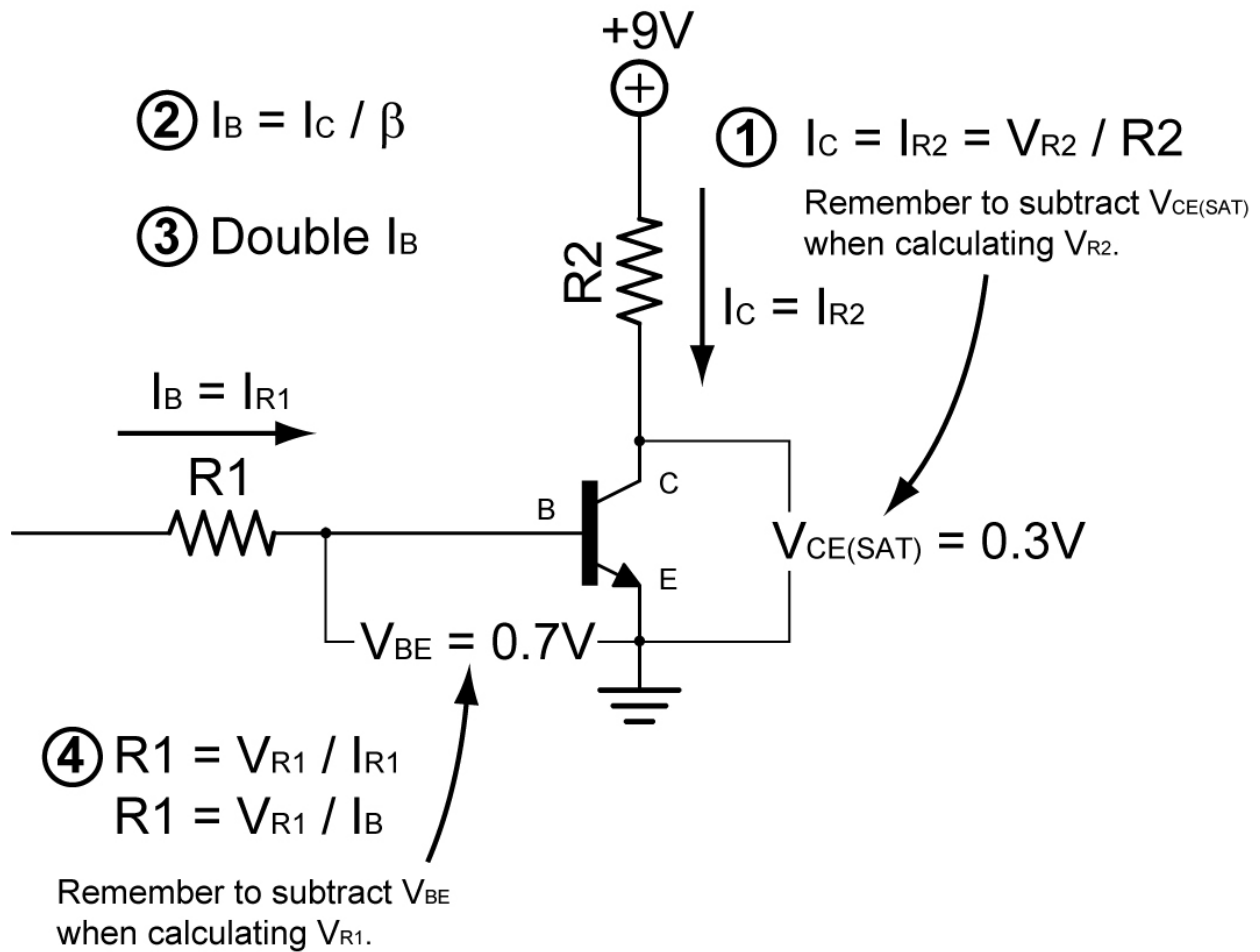 +9V
② IB = IC / β
① IC = IR2 = VR2 / R2
Remember to subtract VCE(SAT)
when calculating VR2.
③ Double IB
R2
IC = IR2
IB = IR1
R1
B
C
E
VCE(SAT) = 0.3V
VBE = 0.7V
④ R1 = VR1 / IR1
R1 = VR1 / IB
Remember to subtract VBE
when calculating VR1.